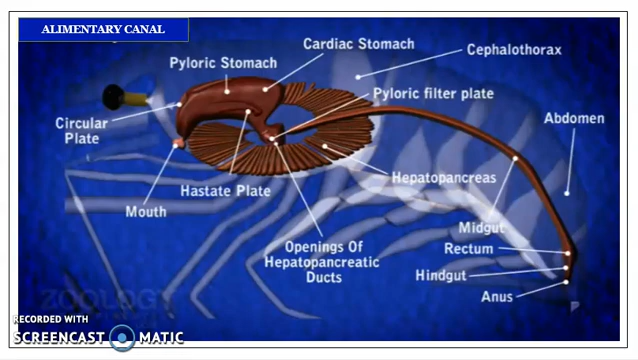 ALIMENTARY CANAL
Cardiac Stomach
Cephalothorax
Pyloric Stomach
Pyloric filter plate
Abdomen
Circular
Plate
Hastate Plate
Hepatopancreas
Mouth
Midgut
Openings Of
Hepatopancreatic
Ducts
Rectum
Hindgut
Anus
ZOOLOGY
RECORDED WITH
SCREENCAST MATIC